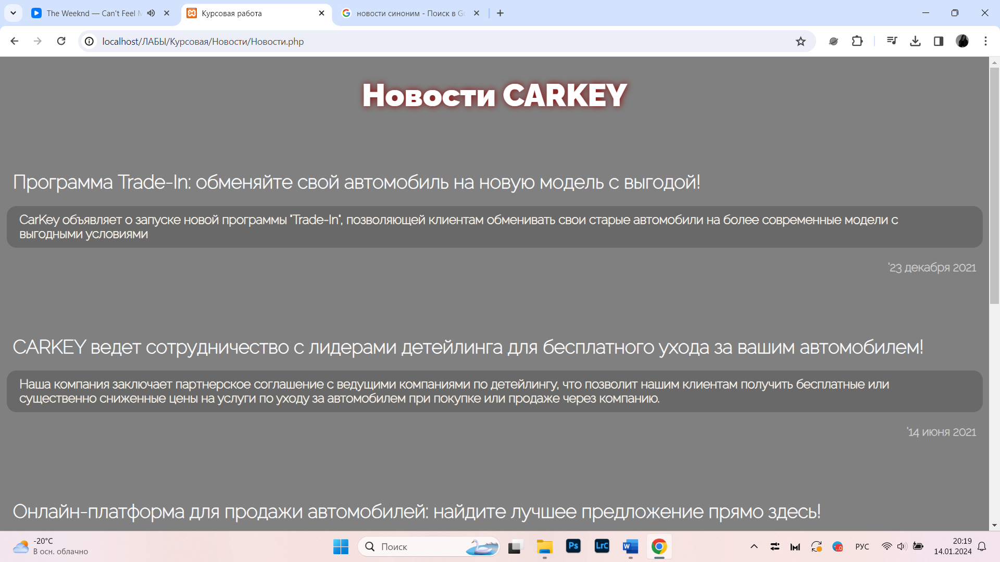 The Weeknd — Can't Feel
Курсовая работа
новости синоним - Поиск в Go
localhost/ЛАБЫ/Курсовая/Новости/Новости.php
Новости CARKEY
Программа Trade-In: обменяйте свой автомобиль на новую модель с выгодой!
CarKey объявляет о запуске новой программы "Trade-In", позволяющей клиентам обменивать свои старые автомобили на более современные модели с
выгодными условиями
'23 декабря 2021
CARKEY ведет сотрудничество с лидерами детейлинга для бесплатного ухода за вашим автомобилем!
Наша компания заключает партнерское соглашение с ведущими компаниями по детейлингу, что позволит нашим клиентам получить бесплатные или
существенно сниженные цены на услуги по уходу за автомобилем при покупке или продаже через компанию.
'14 июня 2021
Онлайн-платформа для продажи автомобилей: найдите лучшее предложение прямо здесь!
-20°C
В осн. облачно
Поиск
Ps
LrC
W
РУС
20:19
14.01.2024